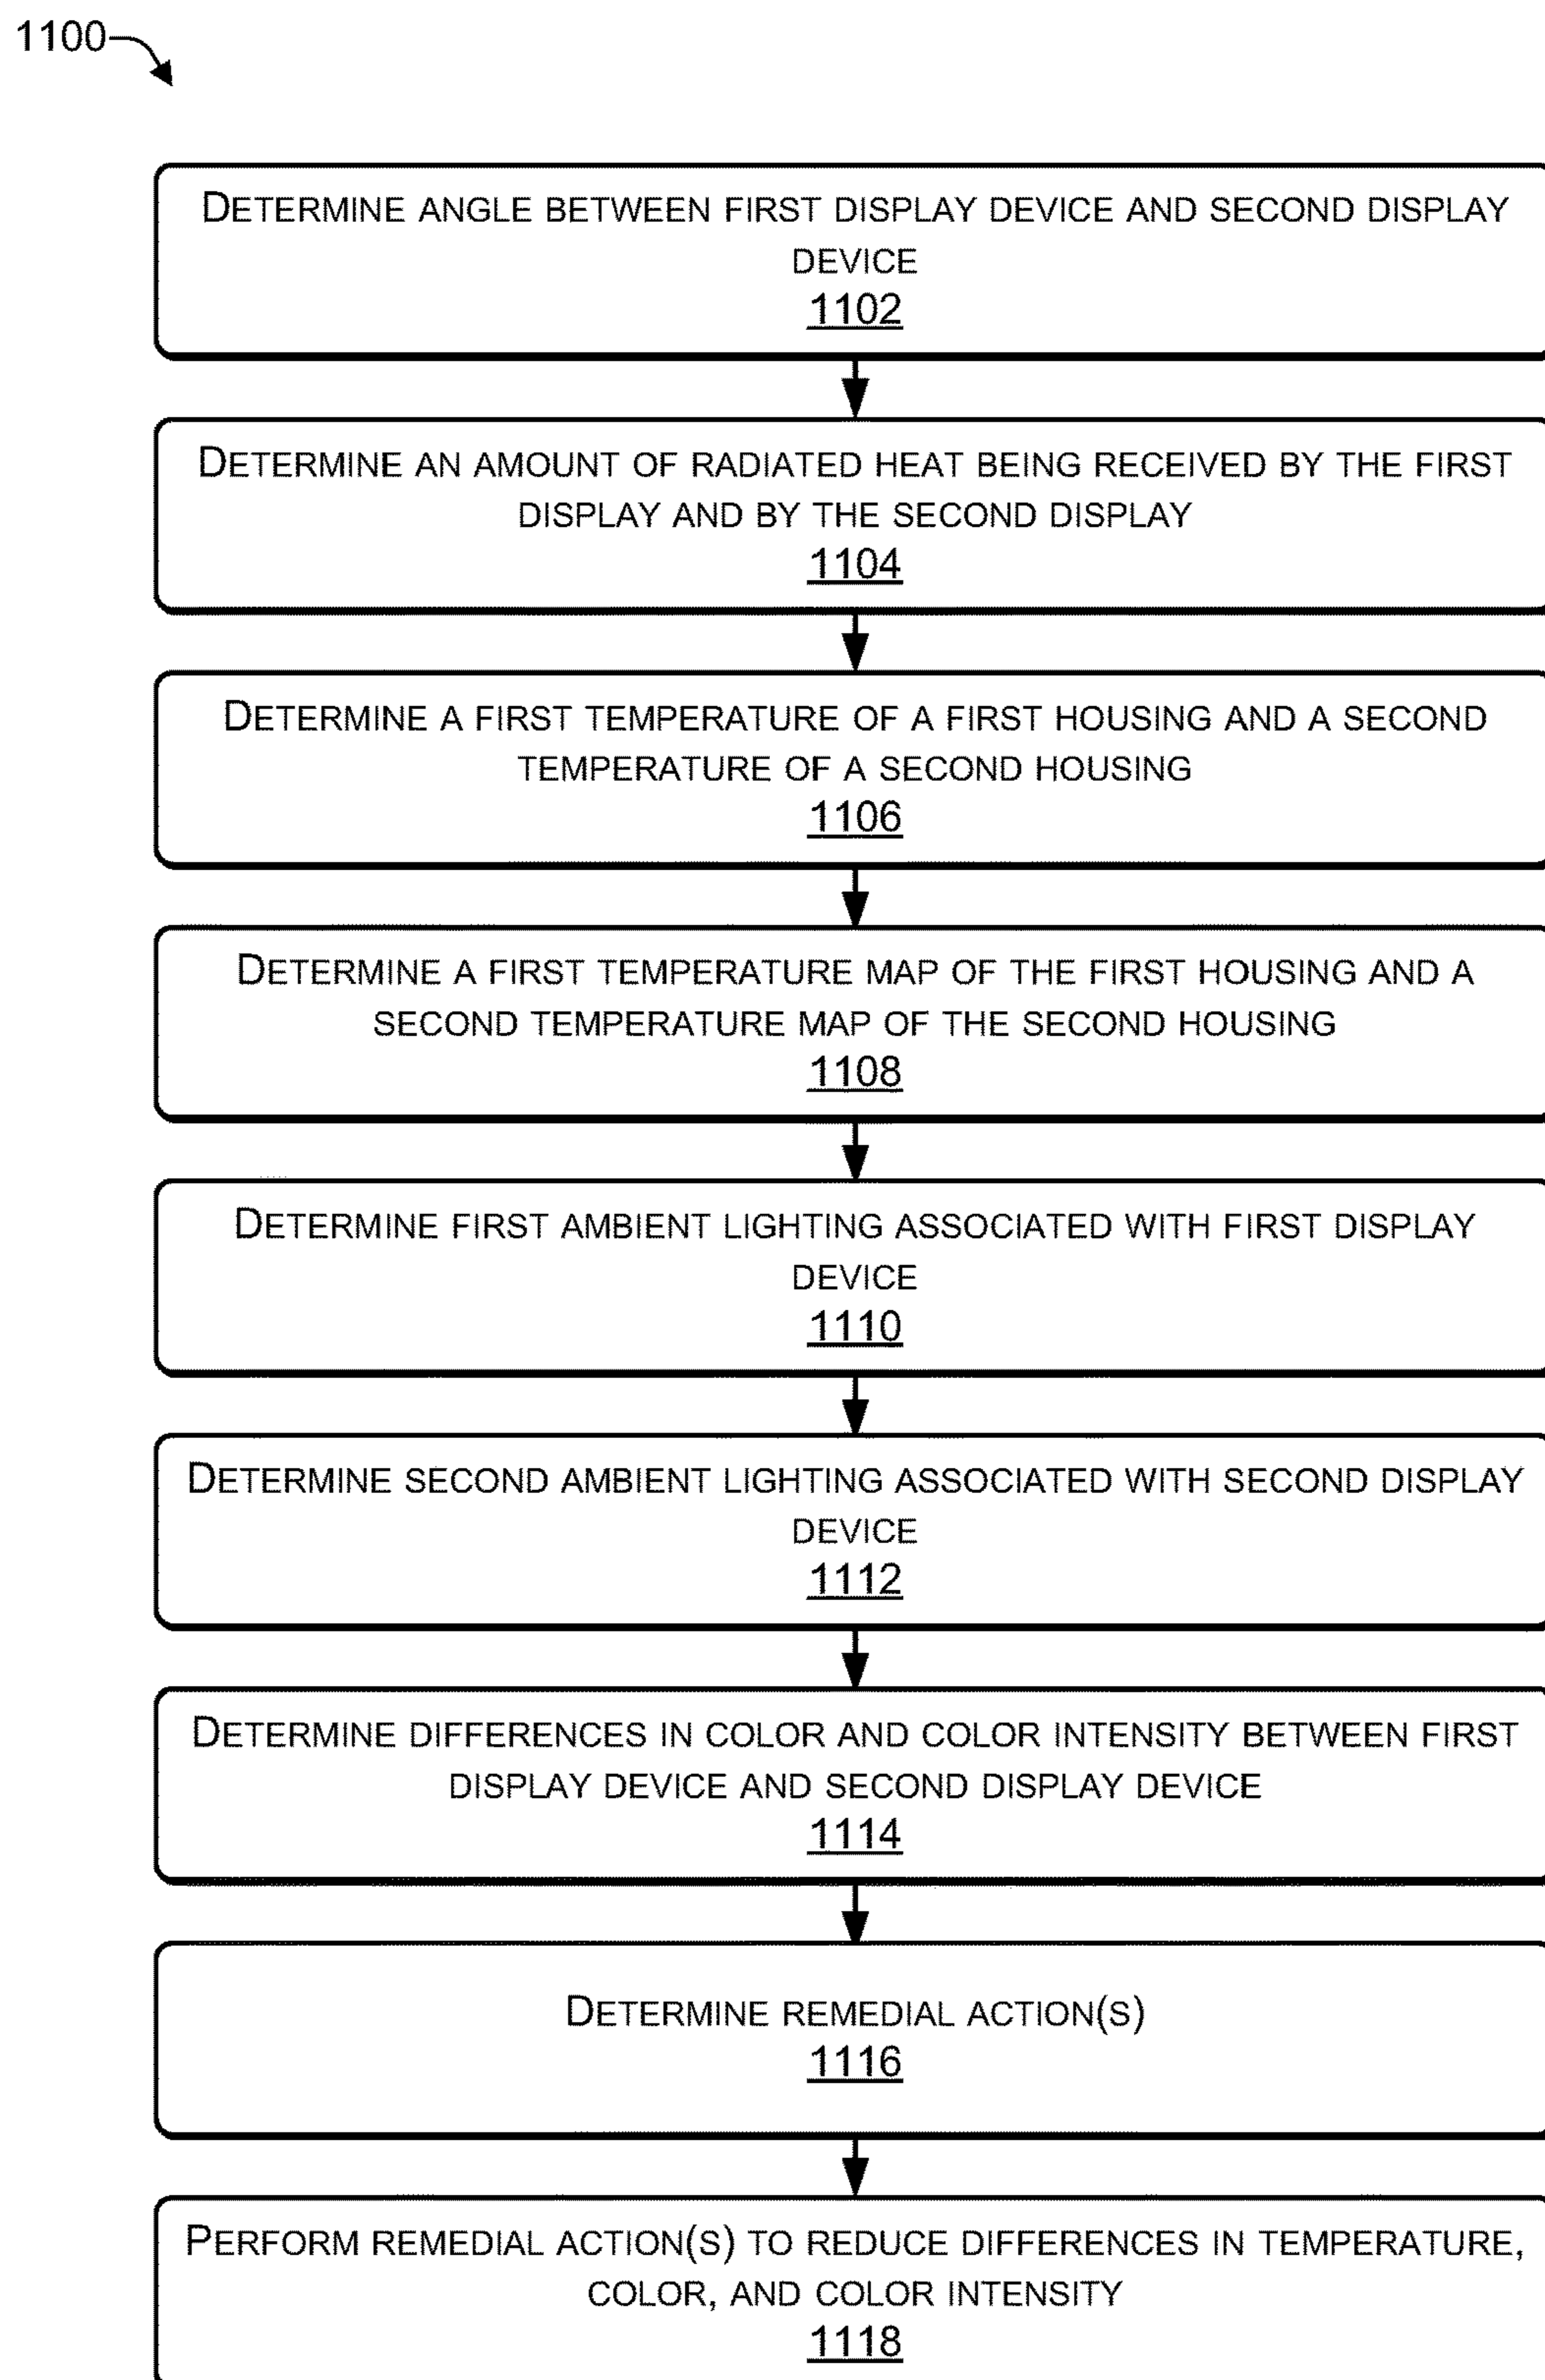 1100
DETERMINE ANGLE BETWEEN FIRST DISPLAY DEVICE AND SECOND DISPLAY
DEVICE
1102
DETERMINE AN AMOUNT OF RADIATED HEAT BEING RECEIVED BY THE FIRST
DISPLAY AND BY THE SECOND DISPLAY
1104
DETERMINE A FIRST TEMPERATURE OF A FIRST HOUSING AND A SECOND
TEMPERATURE OF A SECOND HOUSING
1106
DETERMINE A FIRST TEMPERATURE MAP OF THE FIRST HOUSING AND A
SECOND TEMPERATURE MAP OF THE SECOND HOUSING
1108
DETERMINE FIRST AMBIENT LIGHTING ASSOCIATED WITH FIRST DISPLAY
DEVICE
1110
DETERMINE SECOND AMBIENT LIGHTING ASSOCIATED WITH SECOND DISPLAY
DEVICE
1112
DETERMINE DIFFERENCES IN COLOR AND COLOR INTENSITY BETWEEN FIRST
DISPLAY DEVICE AND SECOND DISPLAY DEVICE
1114
DETERMINE REMEDIAL ACTION(S)
1116
PERFORM REMEDIAL ACTION(S) TO REDUCE DIFFERENCES IN TEMPERATURE,
COLOR, AND COLOR INTENSITY
1118